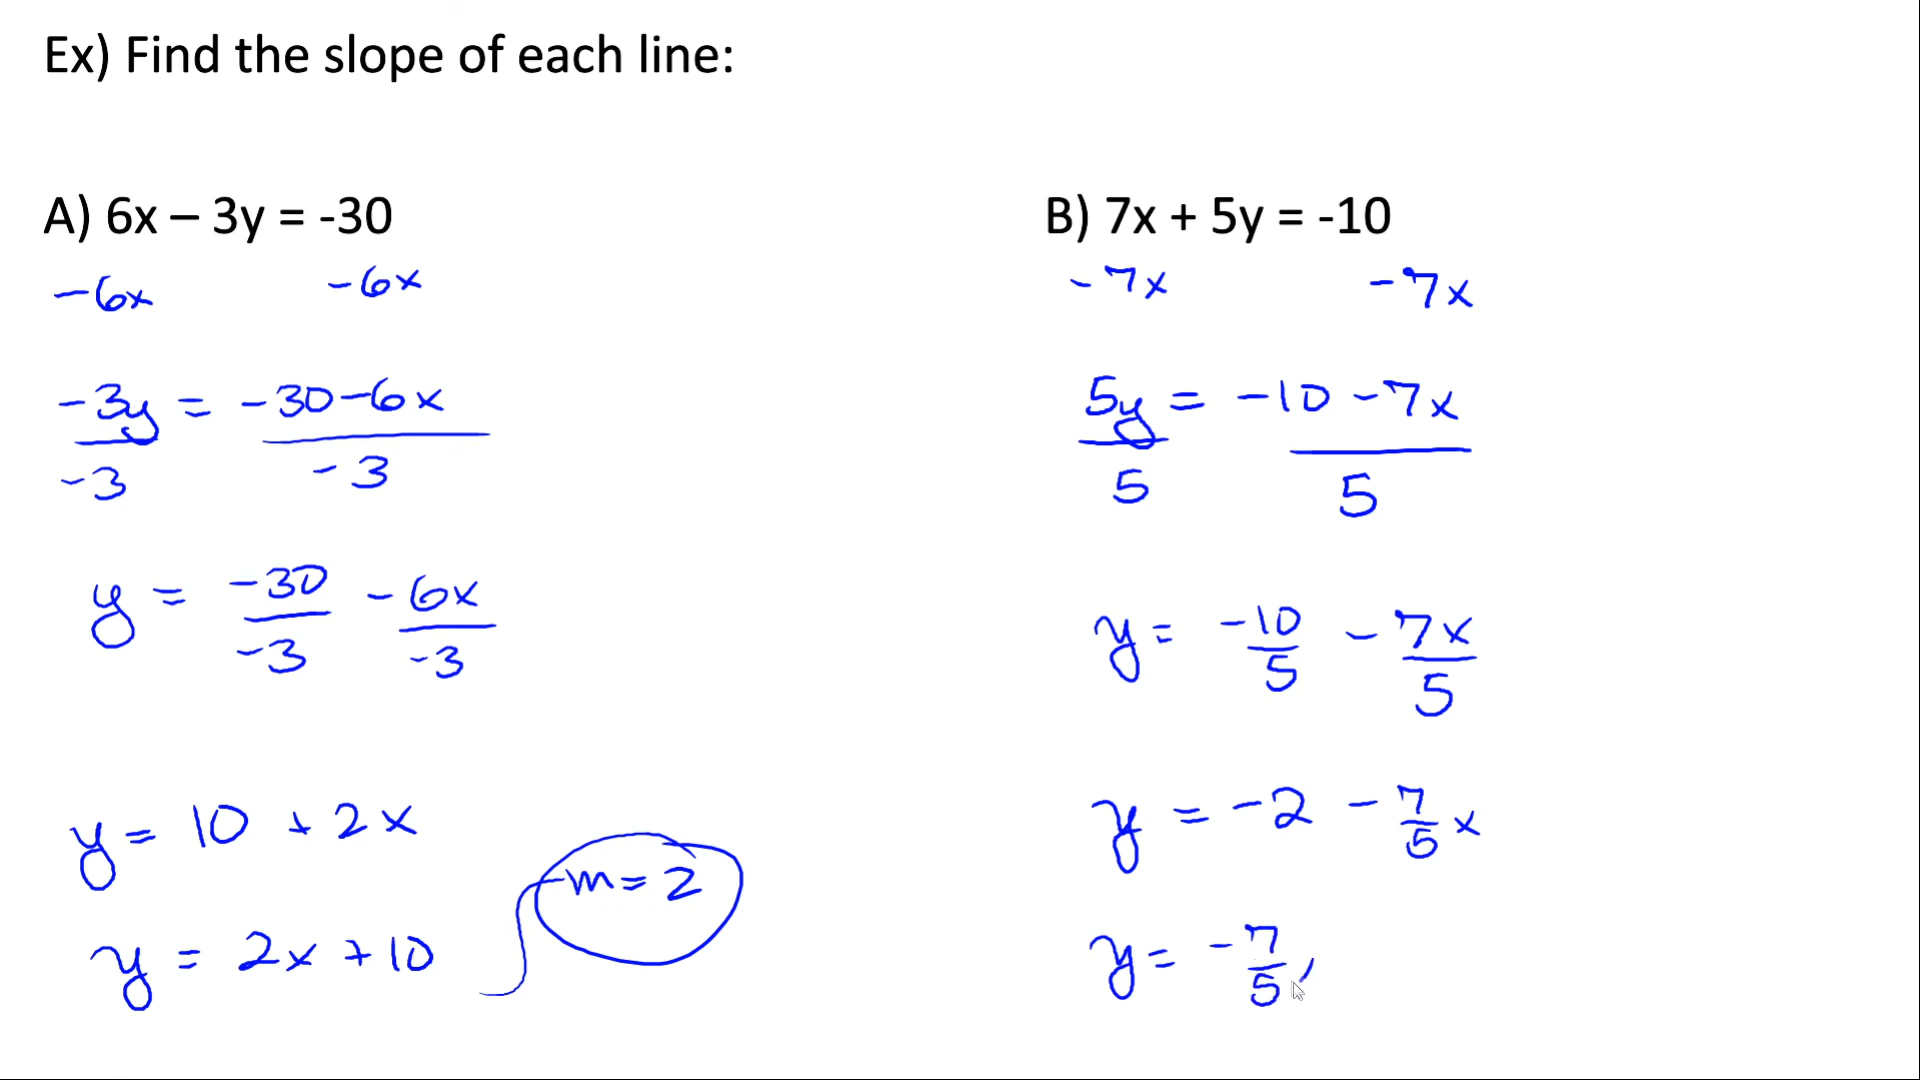 Ex) Find the slope of each line:
A) 6x – 3y = -30
-6x -6x
-3y = -30-6x
-3 -3
y = -30/-3 - 6x/-3
y = 10 + 2x
m = 2
y = 2x + 10
B) 7x + 5y = -10
-7x -7x
5y = -10 -7x
5 5
y = -10/5 - 7x/5
y = -2 - 7/5 x
y = -7/5